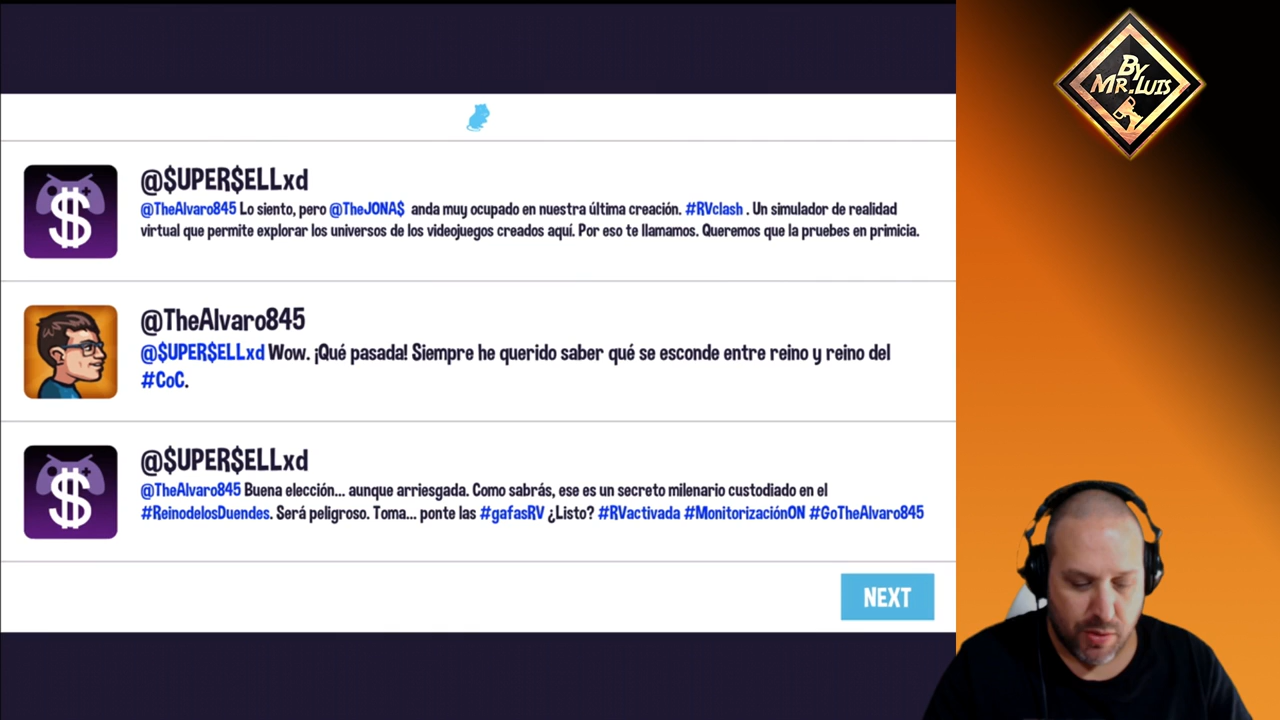 BY
MR. LUIS
@$UPER$ELLxd
@TheAlvaro845 Lo siento, pero @TheJONA$ anda muy ocupado en nuestra última creación. #RVclash . Un simulador de realidad
virtual que permite explorar los universos de los videojuegos creados aquí. Por eso te llamamos. Queremos que la pruebes en primicia.
@TheAlvaro845
@$UPER$ELLxd Wow. ¡Qué pasada! Siempre he querido saber qué se esconde entre reino y reino del
#CoC.
@$UPER$ELLxd
@TheAlvaro845 Buena elección... aunque arriesgada. Como sabrás, ese es un secreto milenario custodiado en el
#ReinodelosDuendes. Será peligroso. Toma... ponte las #gafasRV ¿Listo? #RVactivada #MonitorizaciónON #GoTheAlvaro845
NEXT